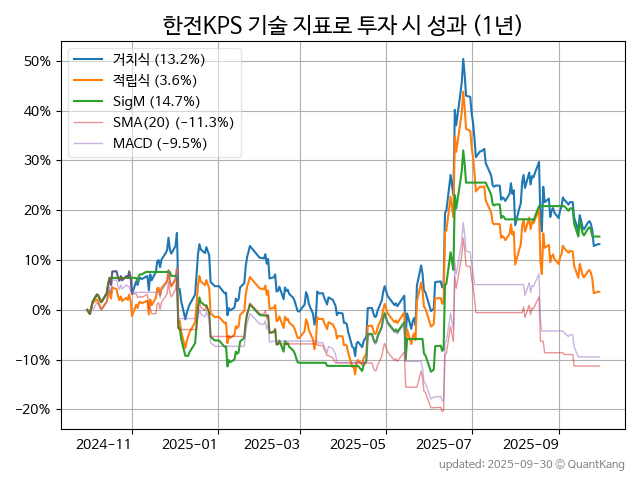 한전KPS 기술 지표로 투자 시 성과 (1년)
거치식 (13.2%)
적립식 (3.6%)
SigM (14.7%)
SMA(20) (−11.3%)
MACD (−9.5%)
50%
40%
30%
20%
10%
0%
−10%
−20%
2024-11 2025-01 2025-03 2025-05 2025-07 2025-09
updated: 2025-09-30 © QuantKang